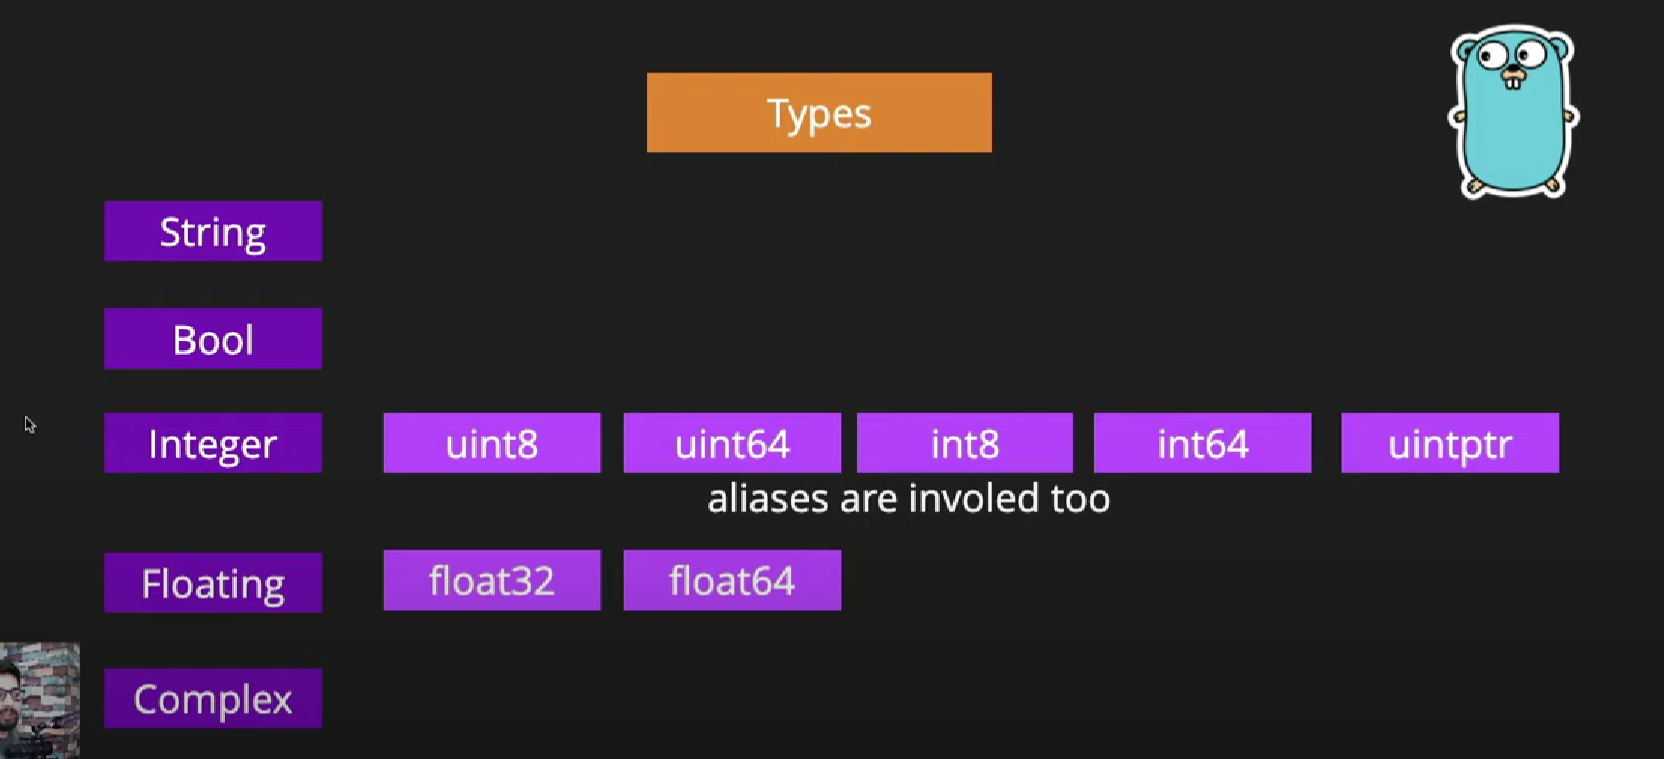 Types
String
Bool
Integer uint8 uint64 int8 int64 uintptr
aliases are involed too
Floating float32 float64
Complex